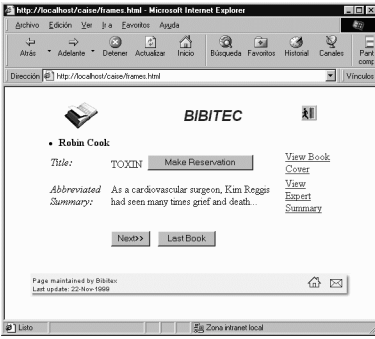 http://localhost/caise/frames.html - Microsoft Internet Explorer
Archivo Edición Ver Ir a Favoritos Ayuda
Atrás Adelante Detener Actualizar Inicio Búsqueda Favoritos Historial Canales Pant
comp
Dirección http://localhost/caise/frames.html Vínculos
BIBITEC
• Robin Cook
Title: TOXIN Make Reservation
View Book
Cover
View
Expert
Summary
Abbreviated Summary:
As a cardiovascular surgeon, Kim Reggis
had seen many times grief and death...
Next>> Last Book
Page maintained by Bibitex
Last update: 22-Nov-1999
Listo Zona intranet local